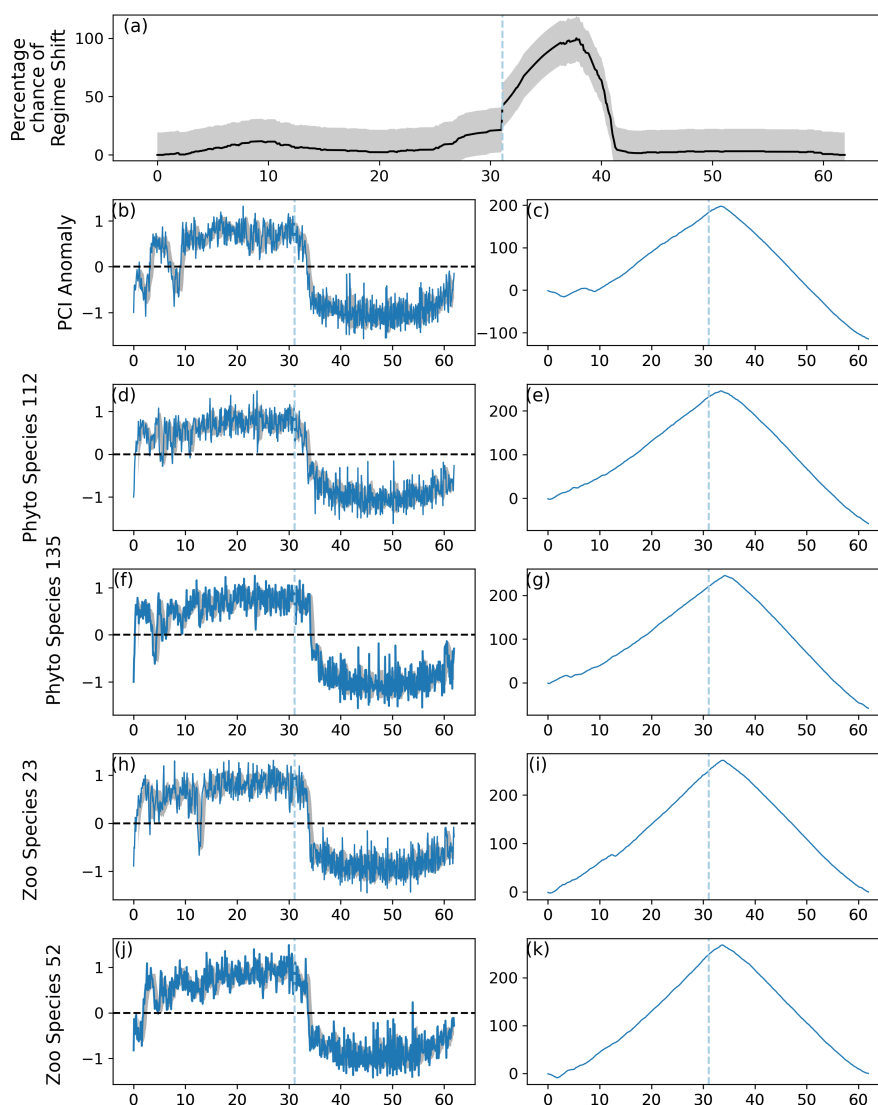 (a)
Percentage
chance of
Regime Shift
100
50
0
0 10 20 30 40 50 60
(b)
PCI Anomaly
1
0
−1
0 10 20 30 40 50 60
(c)
200
100
0
−100
0 10 20 30 40 50 60
(d)
Phyto Species 112
1
0
−1
0 10 20 30 40 50 60
(e)
200
100
0
0 10 20 30 40 50 60
(f)
Phyto Species 135
1
0
−1
0 10 20 30 40 50 60
(g)
200
100
0
0 10 20 30 40 50 60
(h)
Zoo Species 23
1
0
−1
0 10 20 30 40 50 60
(i)
200
100
0
0 10 20 30 40 50 60
(j)
Zoo Species 52
1
0
−1
0 10 20 30 40 50 60
(k)
200
100
0
0 10 20 30 40 50 60